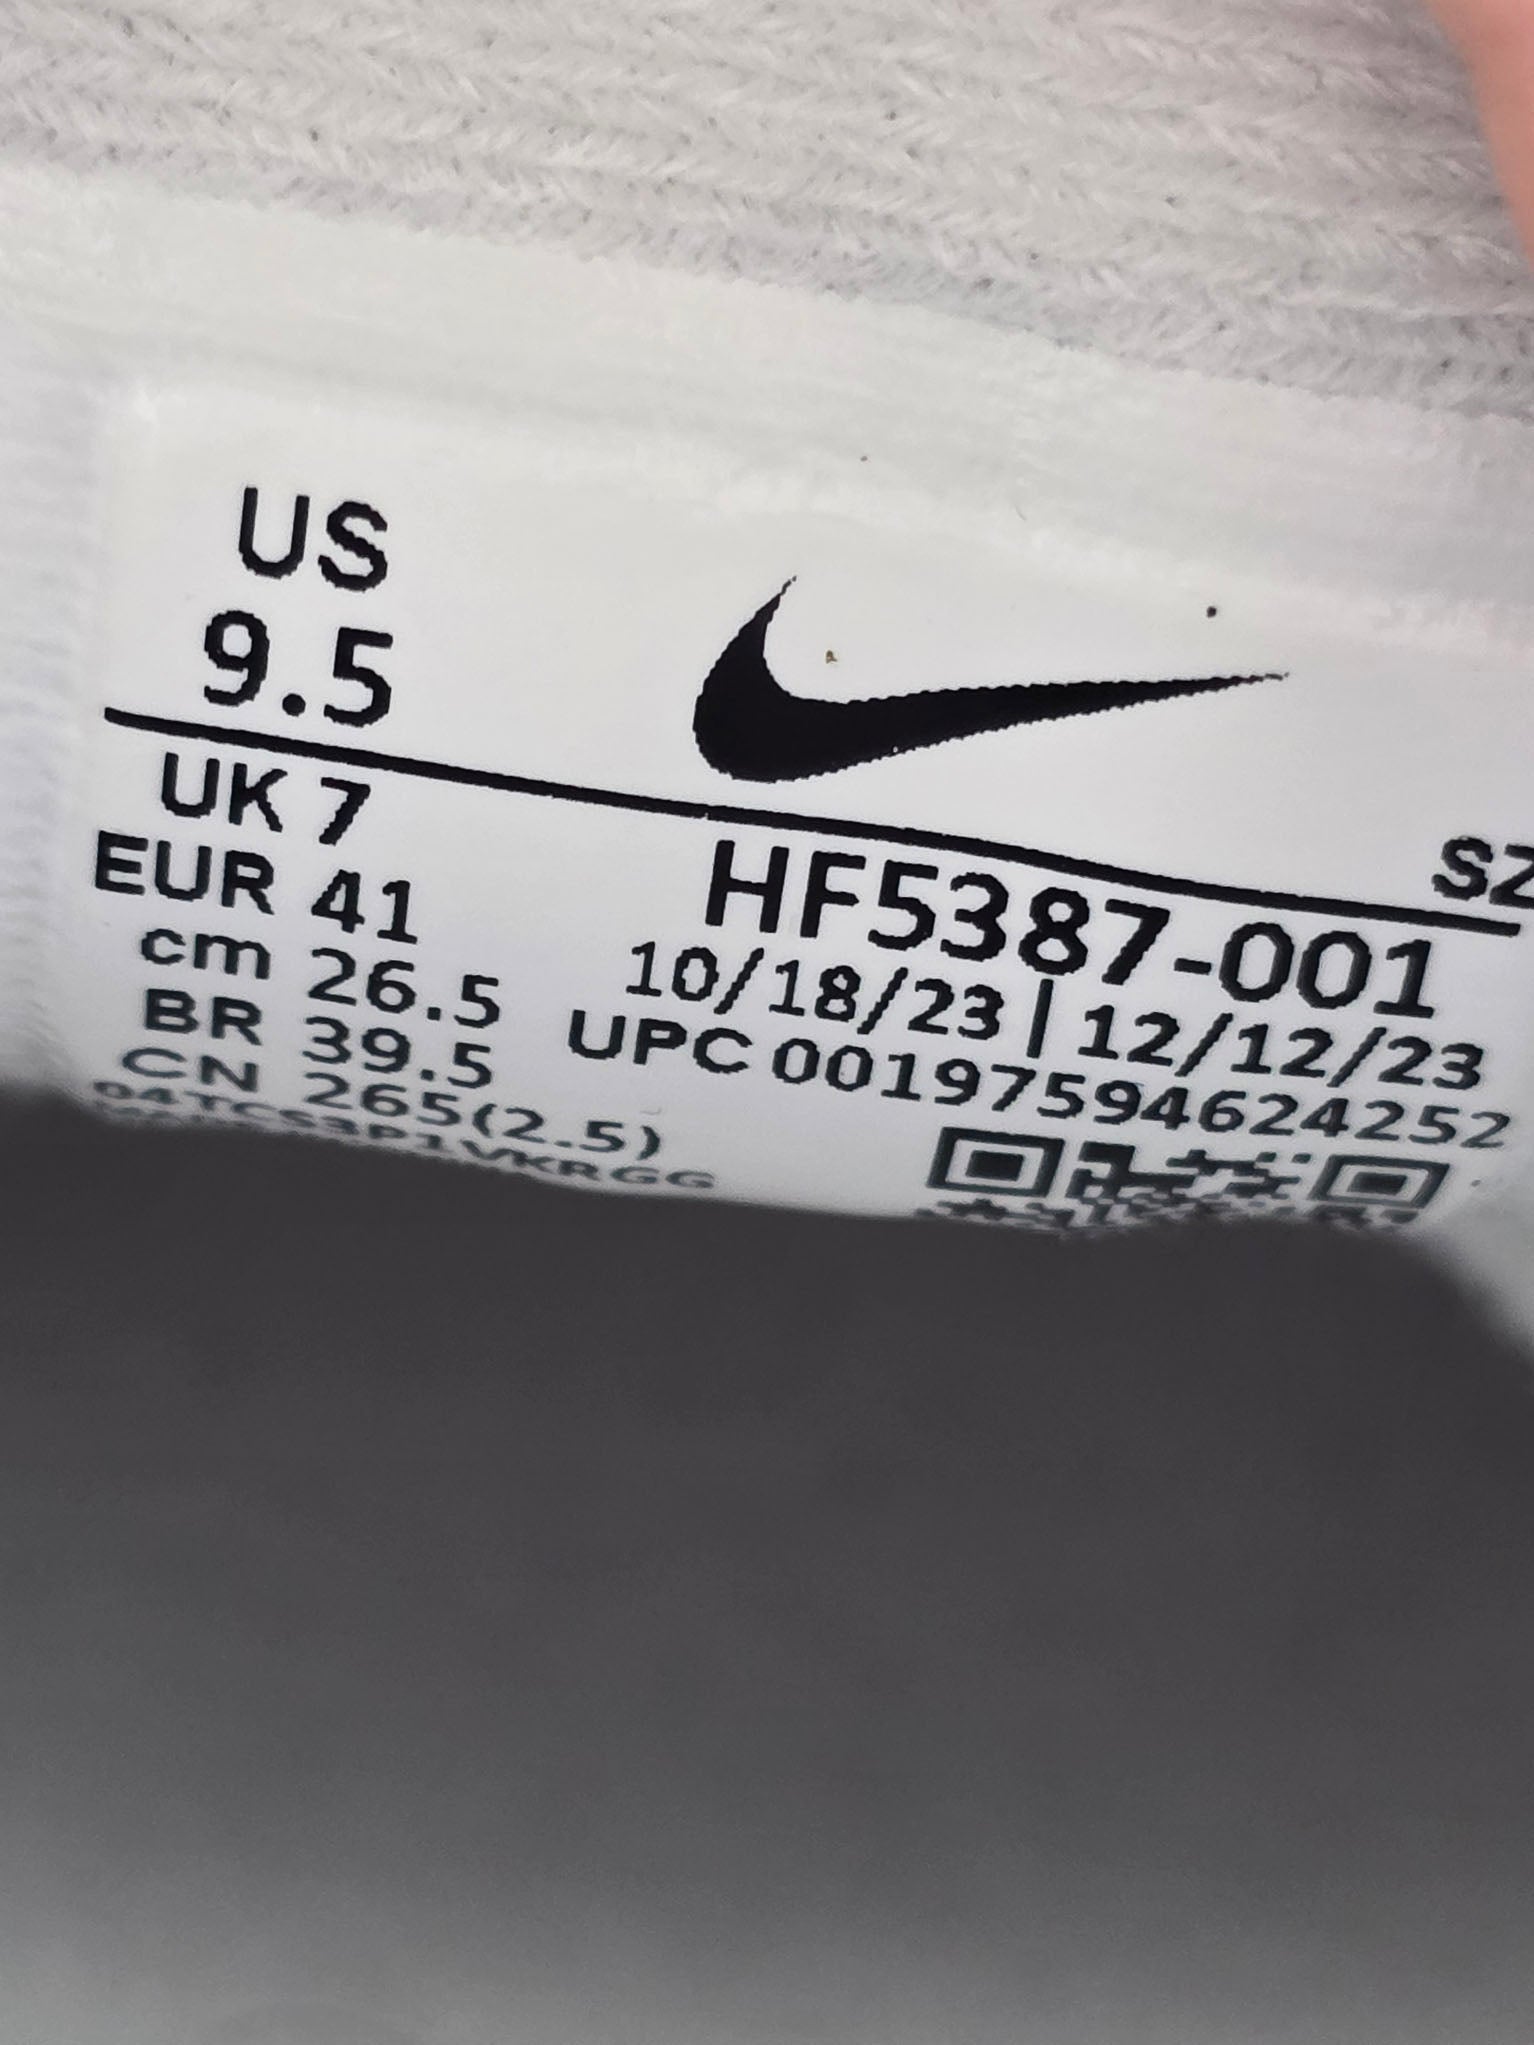 US
9.5
SZ
UK 7
EUR 41
cm 26.5
BR 39.5
CN 265(2.5)
HF5387-001
10/18/23 | 12/12/23
UPC 00197594624252
04TCS3P1VKRGG